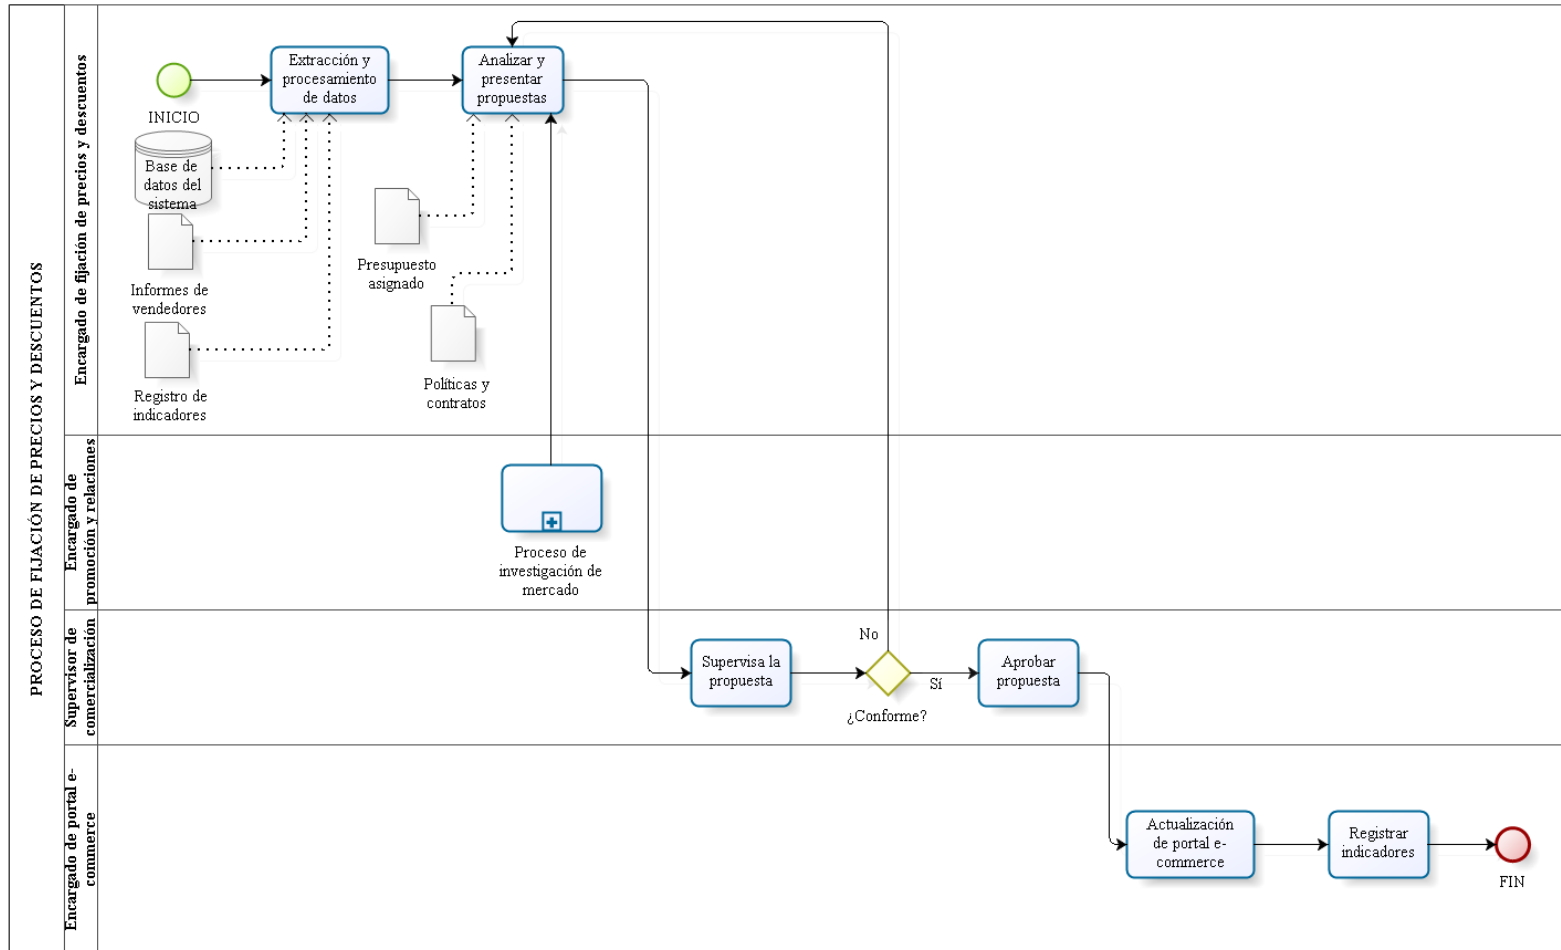 PROCESO DE FIJACIÓN DE PRECIOS Y DESCUENTOS
Encargado de fijación de precios y descuentos
INICIO
Extracción y
procesamiento
de datos
Analizar y
presentar
propuestas
Base de
datos del
sistema
Informes de
vendedores
Registro de
indicadores
Presupuesto
asignado
Políticas y
contratos
Encargado de
promoción y relaciones
Proceso de
investigación de
mercado
Supervisor de
comercialización
Supervisa la
propuesta
No
¿Conforme?
Sí
Aprobar
propuesta
Encargado de portal e-
commerce
Actualización
de portal e-
commerce
Registrar
indicadores
FIN